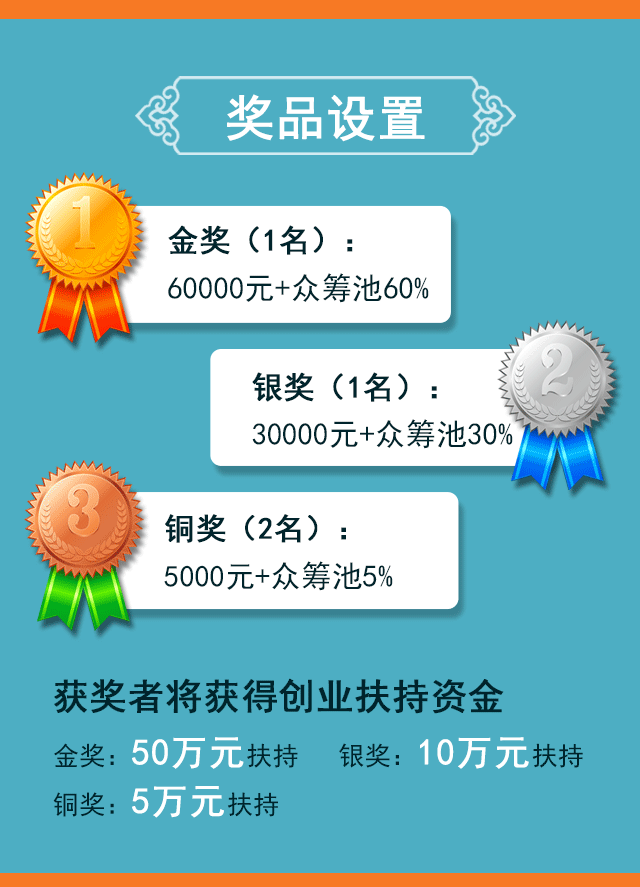 奖品设置
1
金奖（1名）：
60000元+众筹池60%
2
银奖（1名）：
30000元+众筹池30%
3
铜奖（2名）：
5000元+众筹池5%
获奖者将获得创业扶持资金
金奖：50万元扶持 银奖：10万元扶持
铜奖：5万元扶持